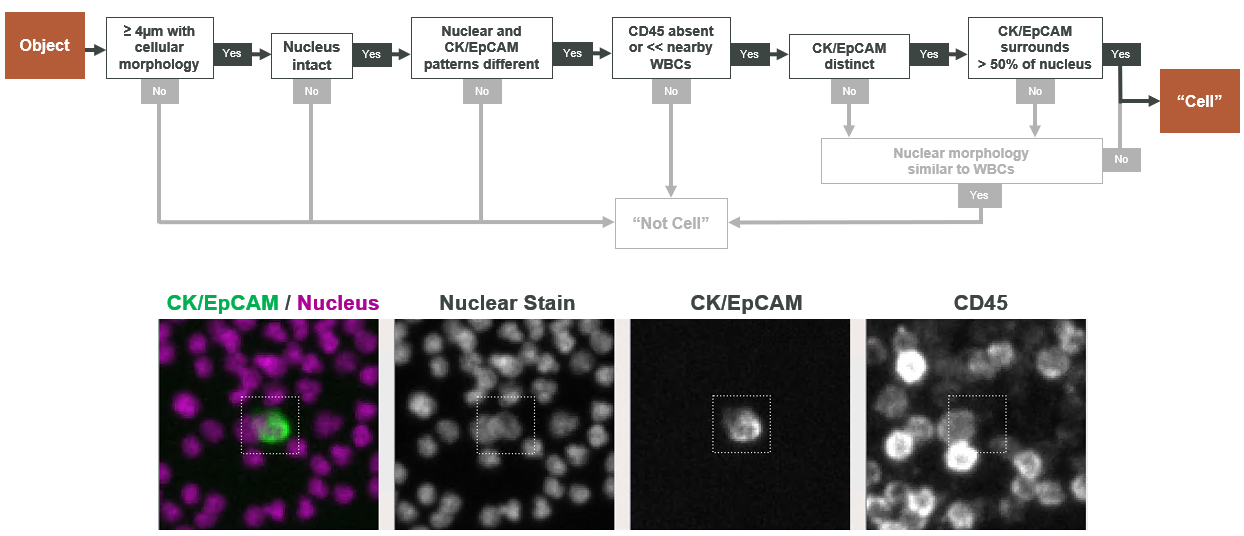 Object
≥ 4µm with
cellular
morphology
Yes
Nucleus
intact
Yes
Nuclear and
CK/EpCAM
patterns different
Yes
CD45 absent
or << nearby
WBCs
Yes
CK/EpCAM
distinct
Yes
CK/EpCAM
surrounds
> 50% of nucleus
Yes
“Cell”
No
No
No
No
No
No
Nuclear morphology
similar to WBCs
No
Yes
“Not Cell”
CK/EpCAM / Nucleus
Nuclear Stain
CK/EpCAM
CD45